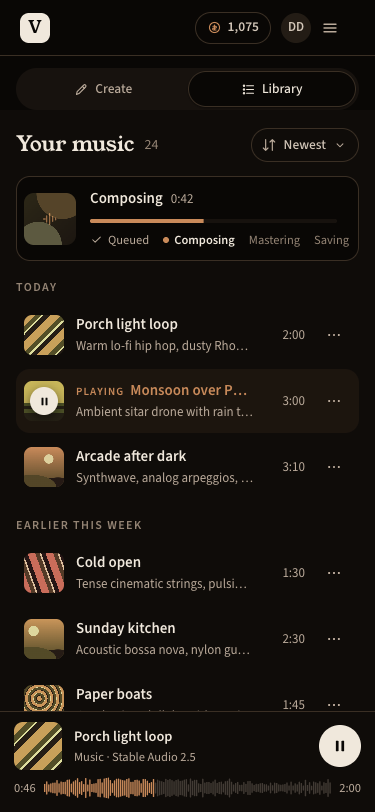 V
1,075
DD
Create
Library
Your music 24
Newest
Composing 0:42
Queued Composing Mastering Saving
TODAY
Porch light loop
Warm lo-fi hip hop, dusty Rho…
2:00
PLAYING Monsoon over P…
Ambient sitar drone with rain t…
3:00
Arcade after dark
Synthwave, analog arpeggios, …
3:10
EARLIER THIS WEEK
Cold open
Tense cinematic strings, pulsi…
1:30
Sunday kitchen
Acoustic bossa nova, nylon gu…
2:30
Paper boats
1:45
Porch light loop
Music · Stable Audio 2.5
0:46
2:00